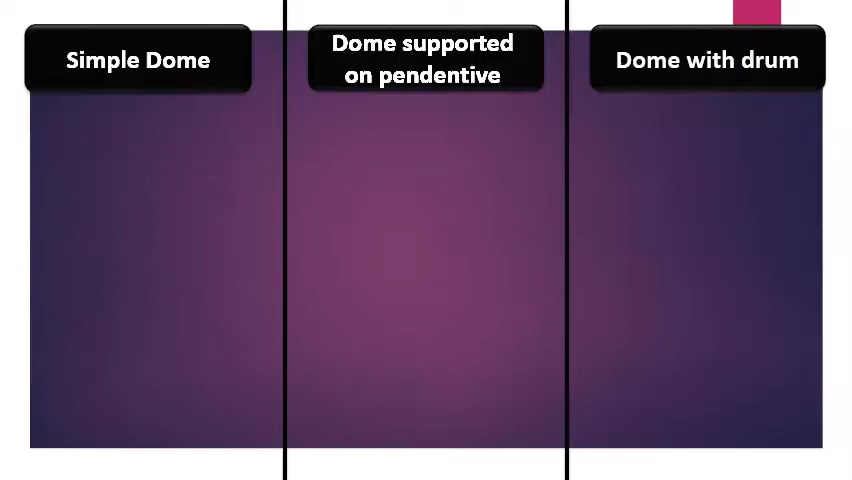 Simple Dome
Dome supported
on pendentive
Dome with drum